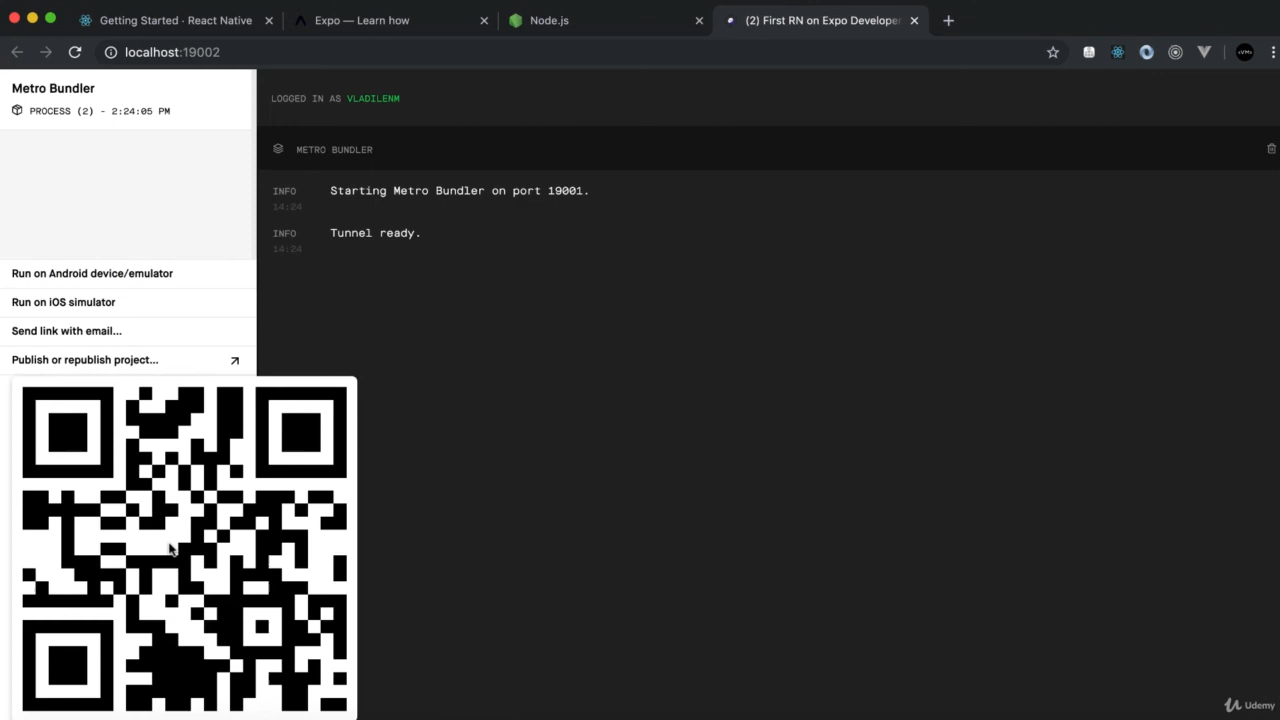 Getting Started · React Native
Expo — Learn how
Node.js
(2) First RN on Expo Developer
localhost:19002
Metro Bundler
PROCESS (2) - 2:24:05 PM
LOGGED IN AS VLADILENM
METRO BUNDLER
INFO Starting Metro Bundler on port 19001.
14:24
INFO Tunnel ready.
14:24
Run on Android device/emulator
Run on iOS simulator
Send link with email...
Publish or republish project...
Udemy